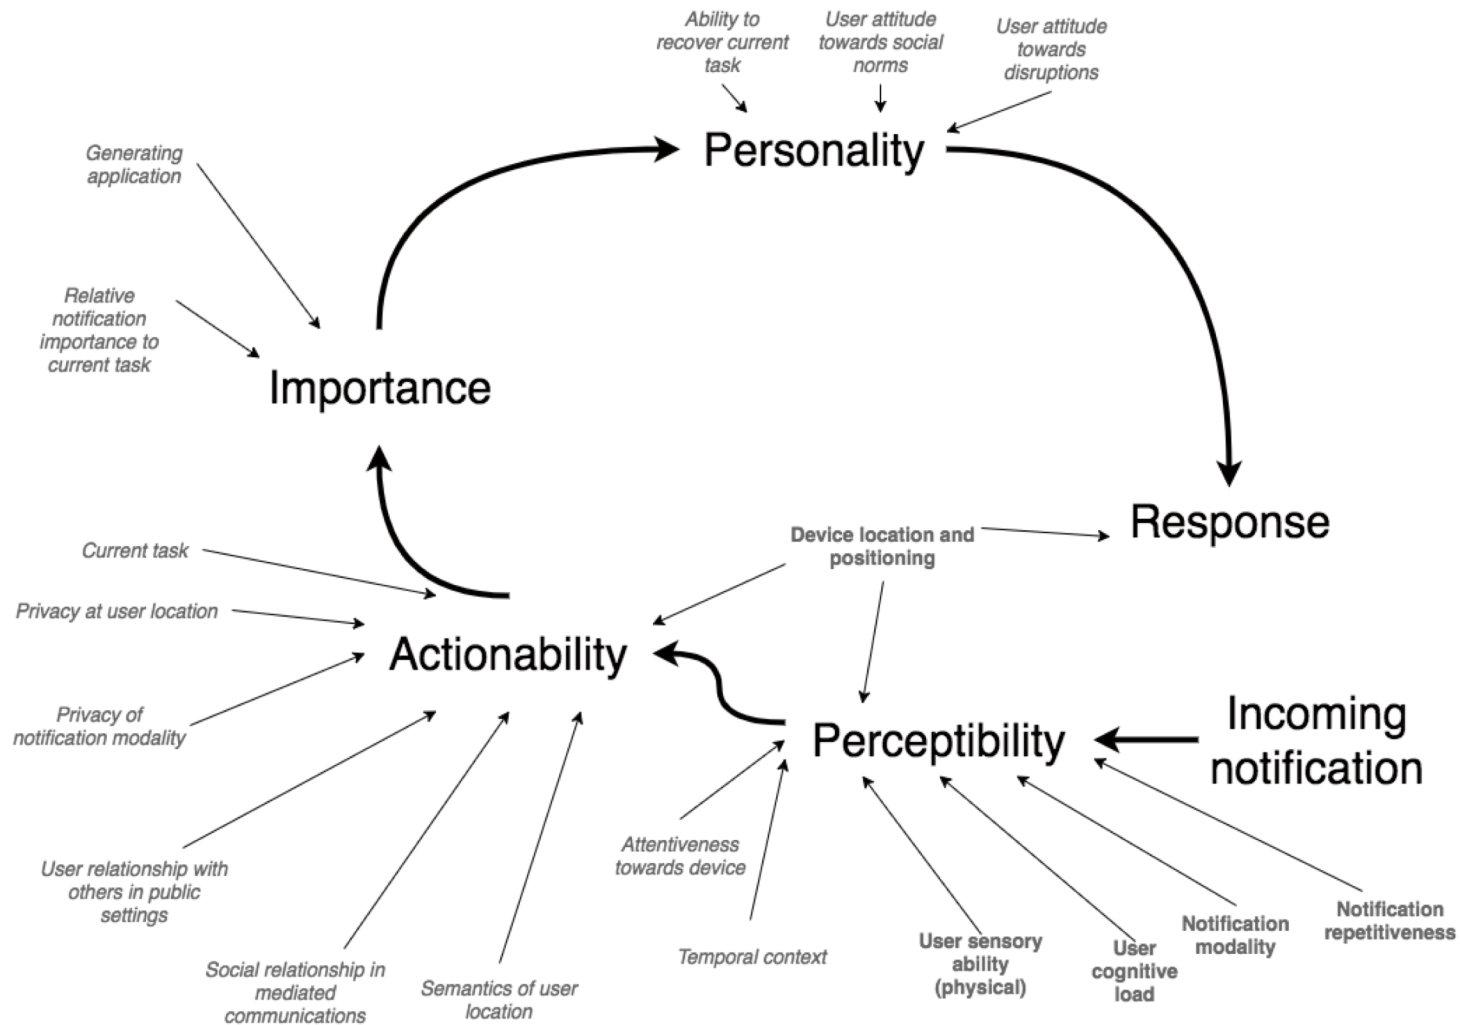 Ability to
recover current
task
User attitude
towards social
norms
User attitude
towards
disruptions
Personality
Generating
application
Relative
notification
importance to
current task
Importance
Response
Device location and
positioning
Current task
Privacy at user location
Actionability
Privacy of
notification modality
Perceptibility
Incoming
notification
User relationship with
others in public
settings
Attentiveness
towards device
Social relationship in
mediated
communications
Semantics of user
location
Temporal context
User sensory
ability
(physical)
User
cognitive
load
Notification
modality
Notification
repetitiveness